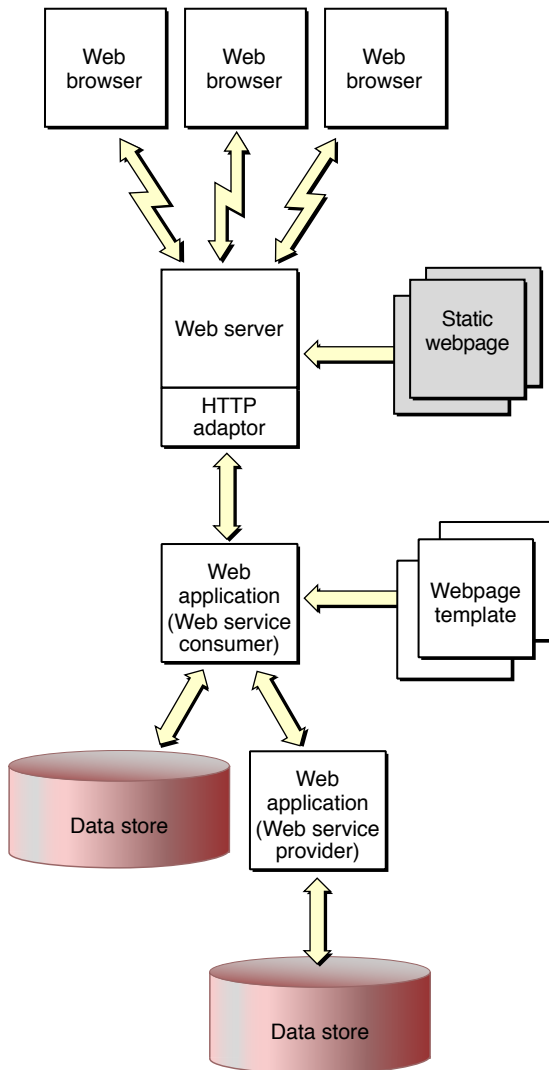 Web
browser
Web
browser
Web
browser
Web server
HTTP
adaptor
Static
webpage
Web
application
(Web service
consumer)
Webpage
template
Data store
Web
application
(Web service
provider)
Data store